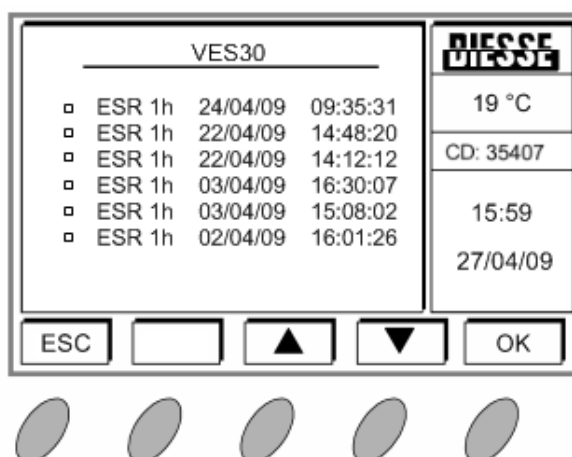 VES30
ESR 1h 24/04/09 09:35:31
ESR 1h 22/04/09 14:48:20
ESR 1h 22/04/09 14:12:12
ESR 1h 03/04/09 16:30:07
ESR 1h 03/04/09 15:08:02
ESR 1h 02/04/09 16:01:26
DIESSE
19 °C
CD: 35407
15:59
27/04/09
ESC
OK